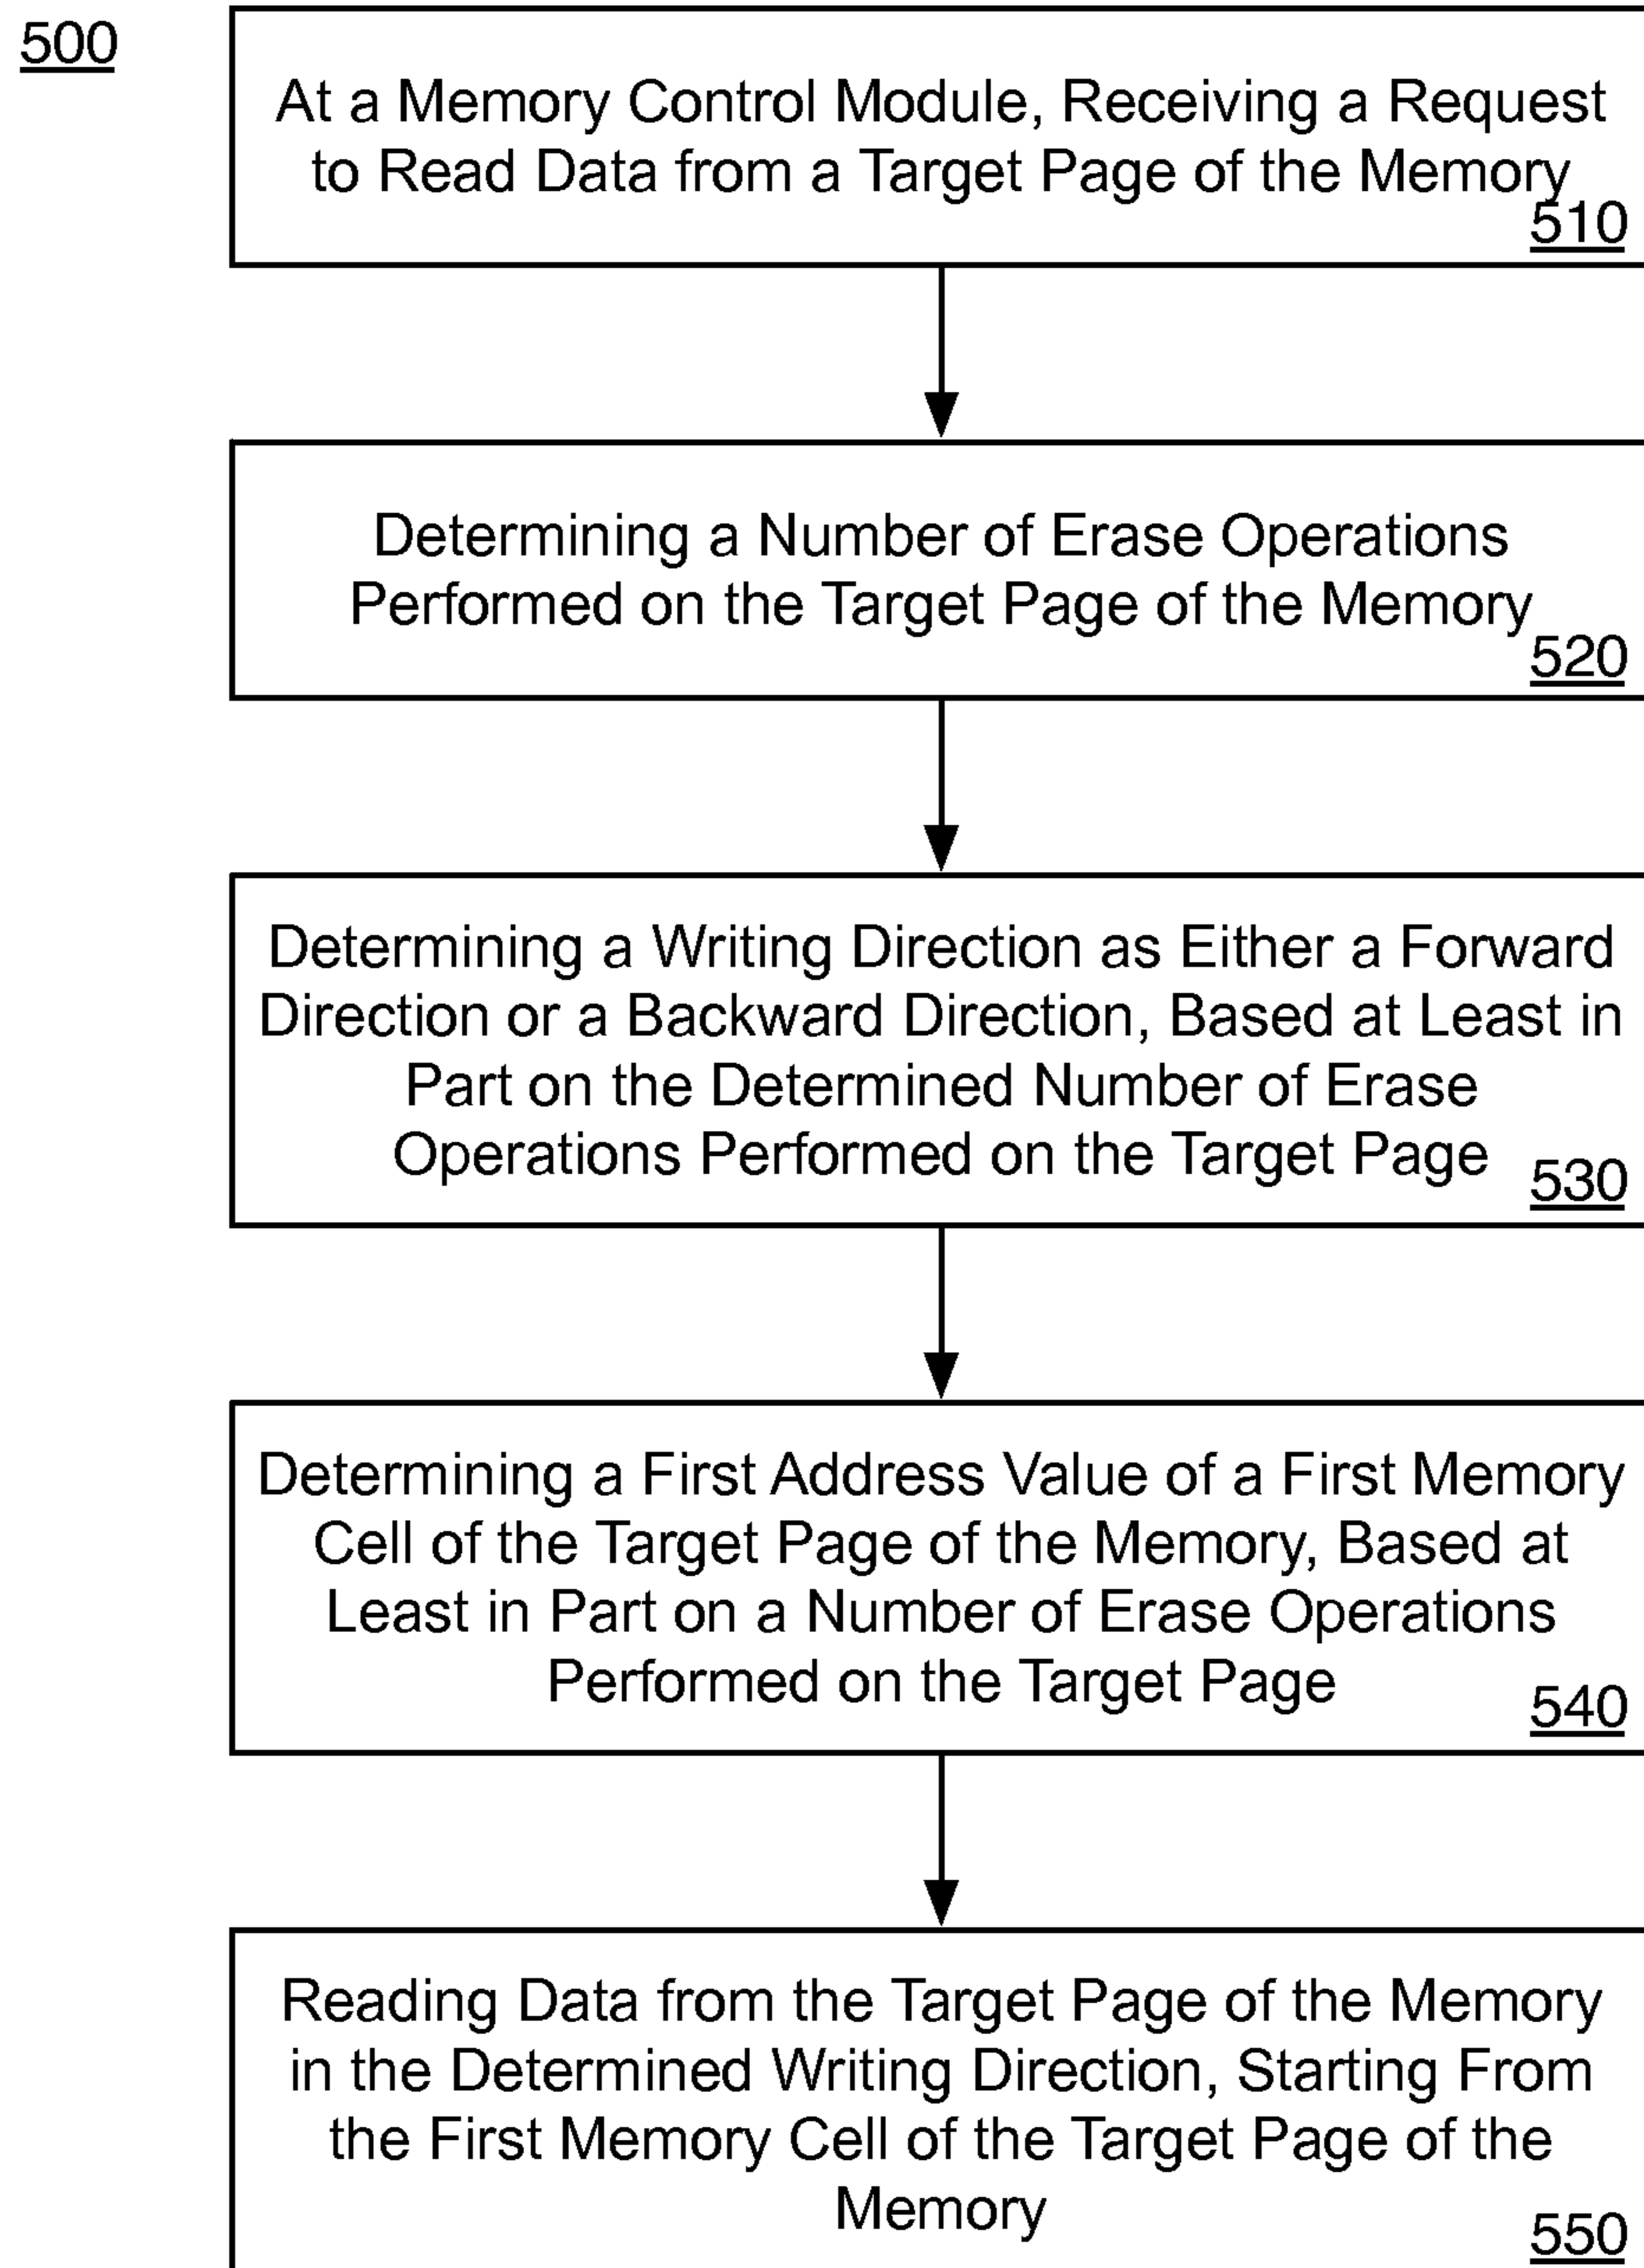 500
At a Memory Control Module, Receiving a Request
to Read Data from a Target Page of the Memory
510
Determining a Number of Erase Operations
Performed on the Target Page of the Memory
520
Determining a Writing Direction as Either a Forward
Direction or a Backward Direction, Based at Least in
Part on the Determined Number of Erase
Operations Performed on the Target Page
530
Determining a First Address Value of a First Memory
Cell of the Target Page of the Memory, Based at
Least in Part on a Number of Erase Operations
Performed on the Target Page
540
Reading Data from the Target Page of the Memory
in the Determined Writing Direction, Starting From
the First Memory Cell of the Target Page of the
Memory
550